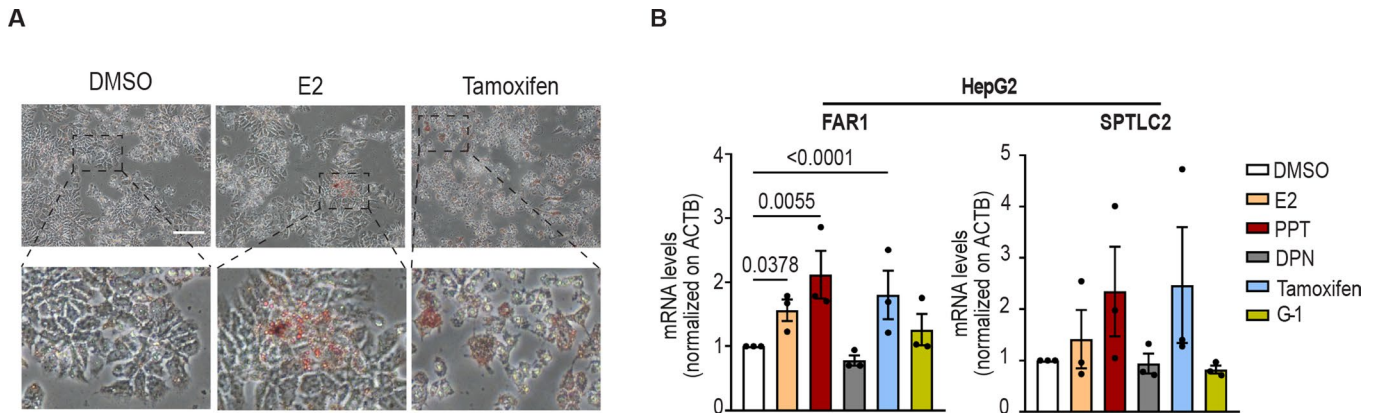 A
DMSO
E2
Tamoxifen
B
HepG2
FAR1
SPTLC2
mRNA levels
(normalized on ACTB)
4
3
2
1
0
<0.0001
0.0055
0.0378
mRNA levels
(normalized on ACTB)
5
4
3
2
1
0
DMSO
E2
PPT
DPN
Tamoxifen
G-1